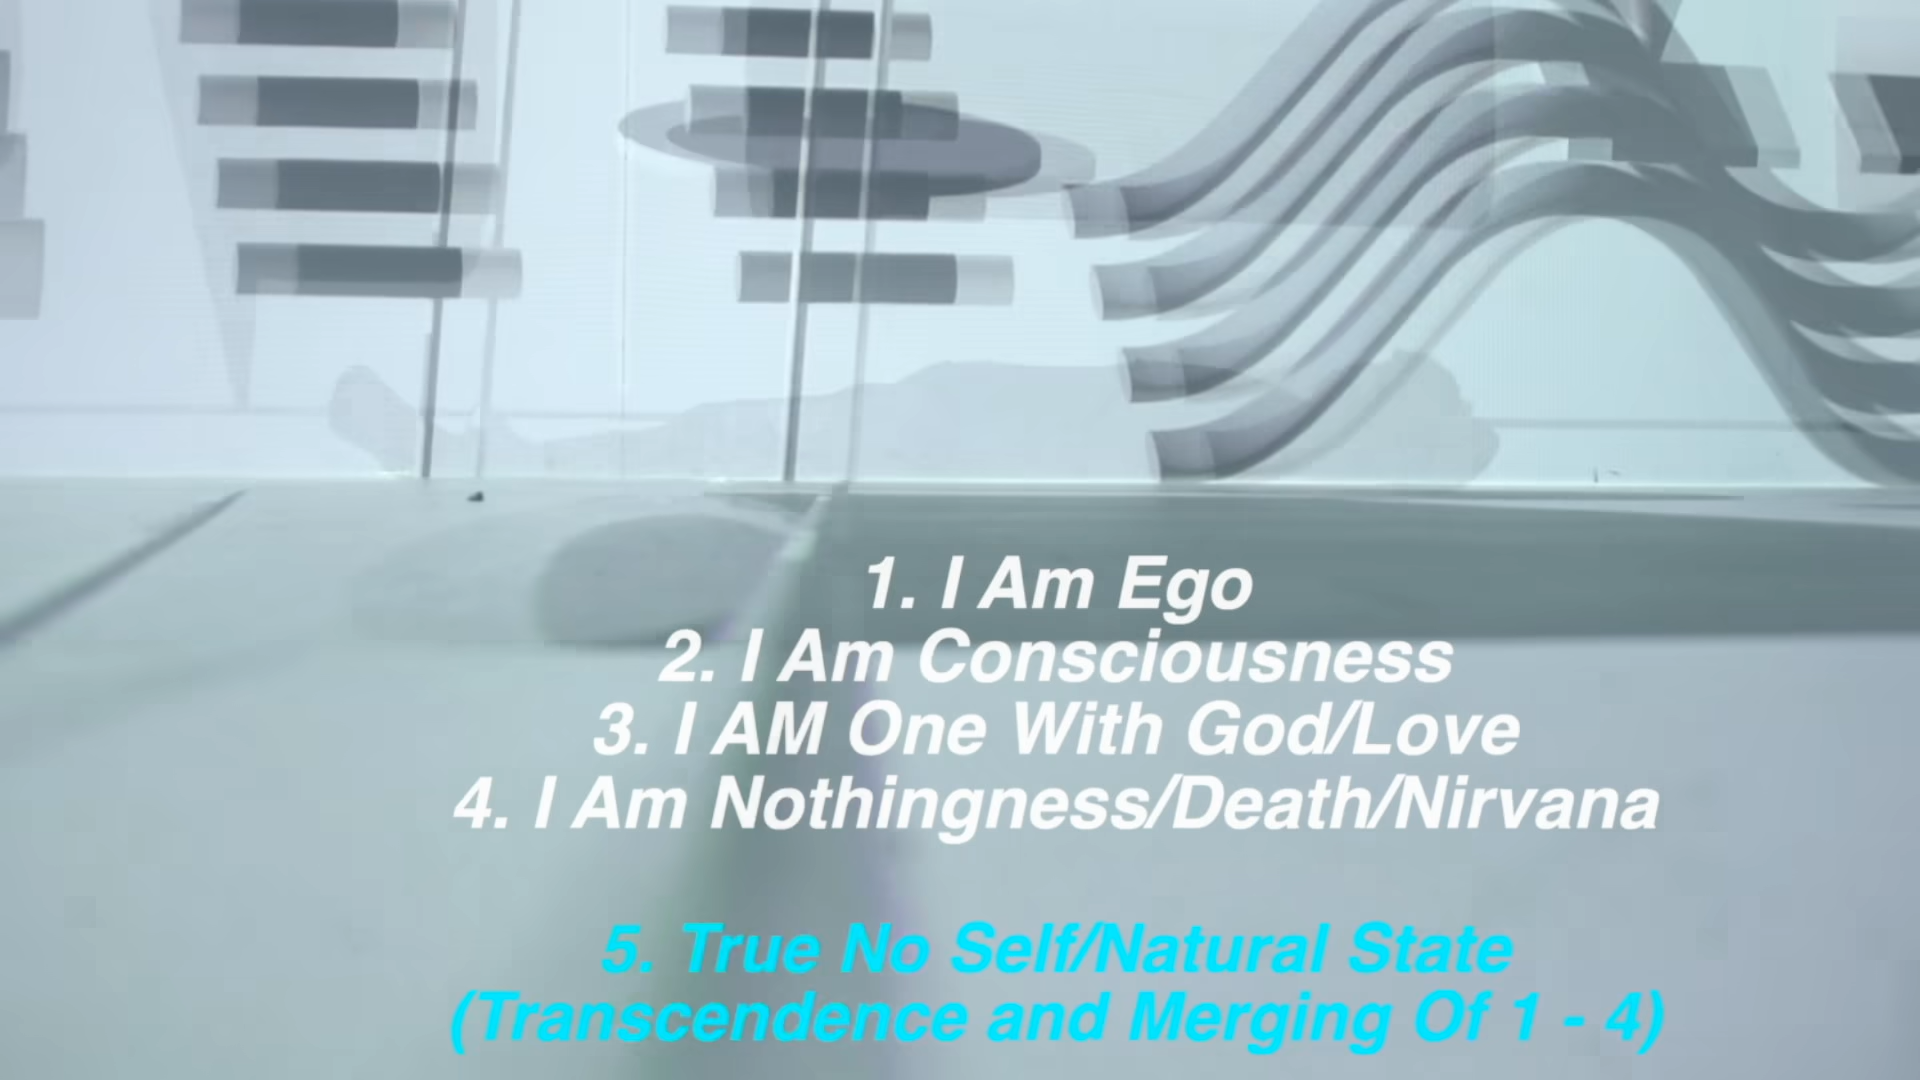 1. I Am Ego
2. I Am Consciousness
3. I AM One With God/Love
4. I Am Nothingness/Death/Nirvana
5. True No Self/Natural State
(Transcendence and Merging Of 1 - 4)